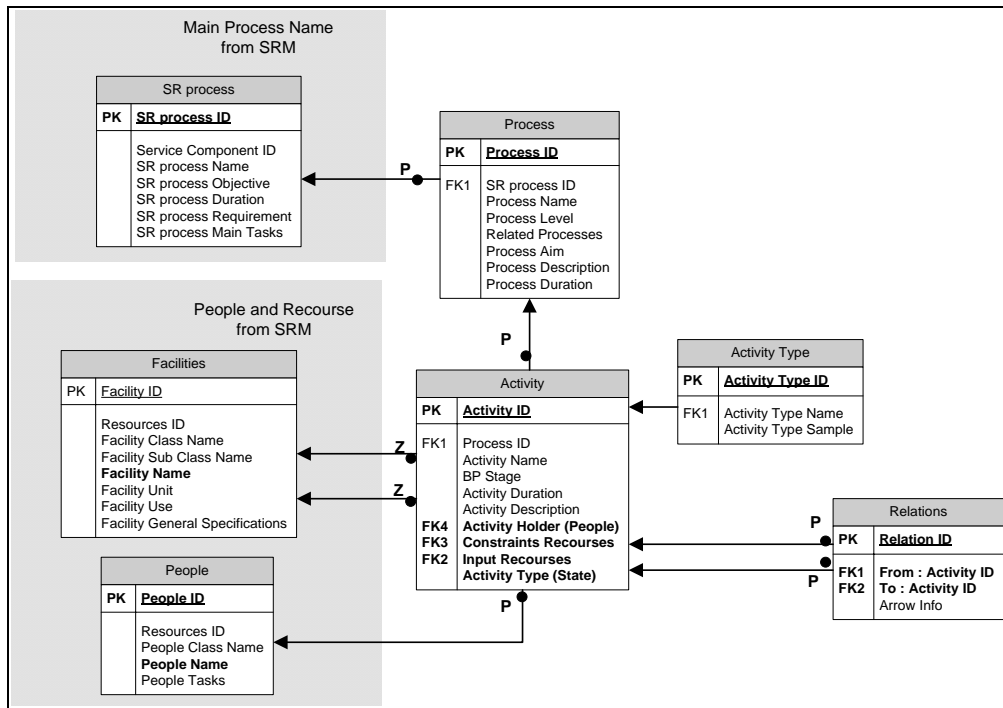 Main Process Name
from SRM
SR process
PK SR process ID
Service Component ID
SR process Name
SR process Objective
SR process Duration
SR process Requirement
SR process Main Tasks
P
Process
PK Process ID
FK1 SR process ID
Process Name
Process Level
Related Processes
Process Aim
Process Description
Process Duration
P
People and Recourse
from SRM
Facilities
PK Facility ID
Resources ID
Facility Class Name
Facility Sub Class Name
Facility Name
Facility Unit
Facility Use
Facility General Specifications
Z
Z
Activity
PK Activity ID
FK1 Process ID
Activity Name
BP Stage
Activity Duration
Activity Description
FK4 Activity Holder (People)
FK3 Constraints Recourses
FK2 Input Recourses
Activity Type (State)
P
Activity Type
PK Activity Type ID
FK1 Activity Type Name
Activity Type Sample
P
P
Relations
PK Relation ID
FK1 From : Activity ID
FK2 To : Activity ID
Arrow Info
People
PK People ID
Resources ID
People Class Name
People Name
People Tasks